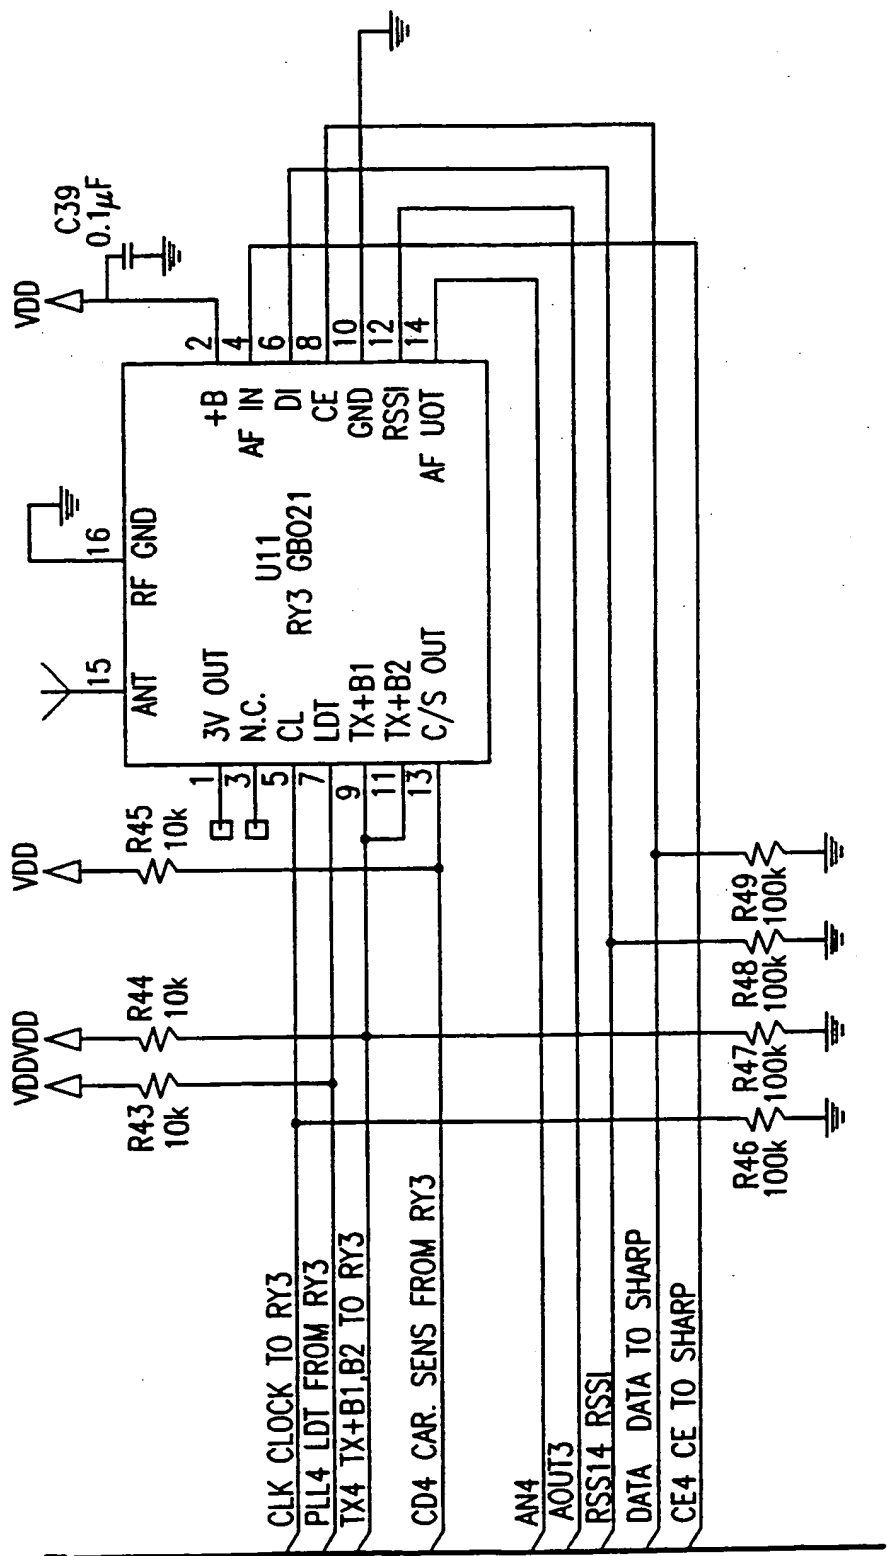 VDD
C39
0.1µF
2
4
6
8
10
12
14
+B
AF IN
DI
CE
GND
RSSI
AF UOT
16
RF GND
U11
RY3 GB021
15
ANT
3V OUT
N.C.
CL
LDT
TX+B1
TX+B2
C/S OUT
1
3
5
7
9
11
13
VDD
R45
10k
VDDVDD
R44
10k
R43
10k
R49
100k
R48
100k
R47
100k
R46
100k
CLK CLOCK TO RY3
PLL4 LDT FROM RY3
TX4 TX+B1,B2 TO RY3
CD4 CAR. SENS FROM RY3
AN4
AOUT3
RSS14 RSSI
DATA DATA TO SHARP
CE4 CE TO SHARP